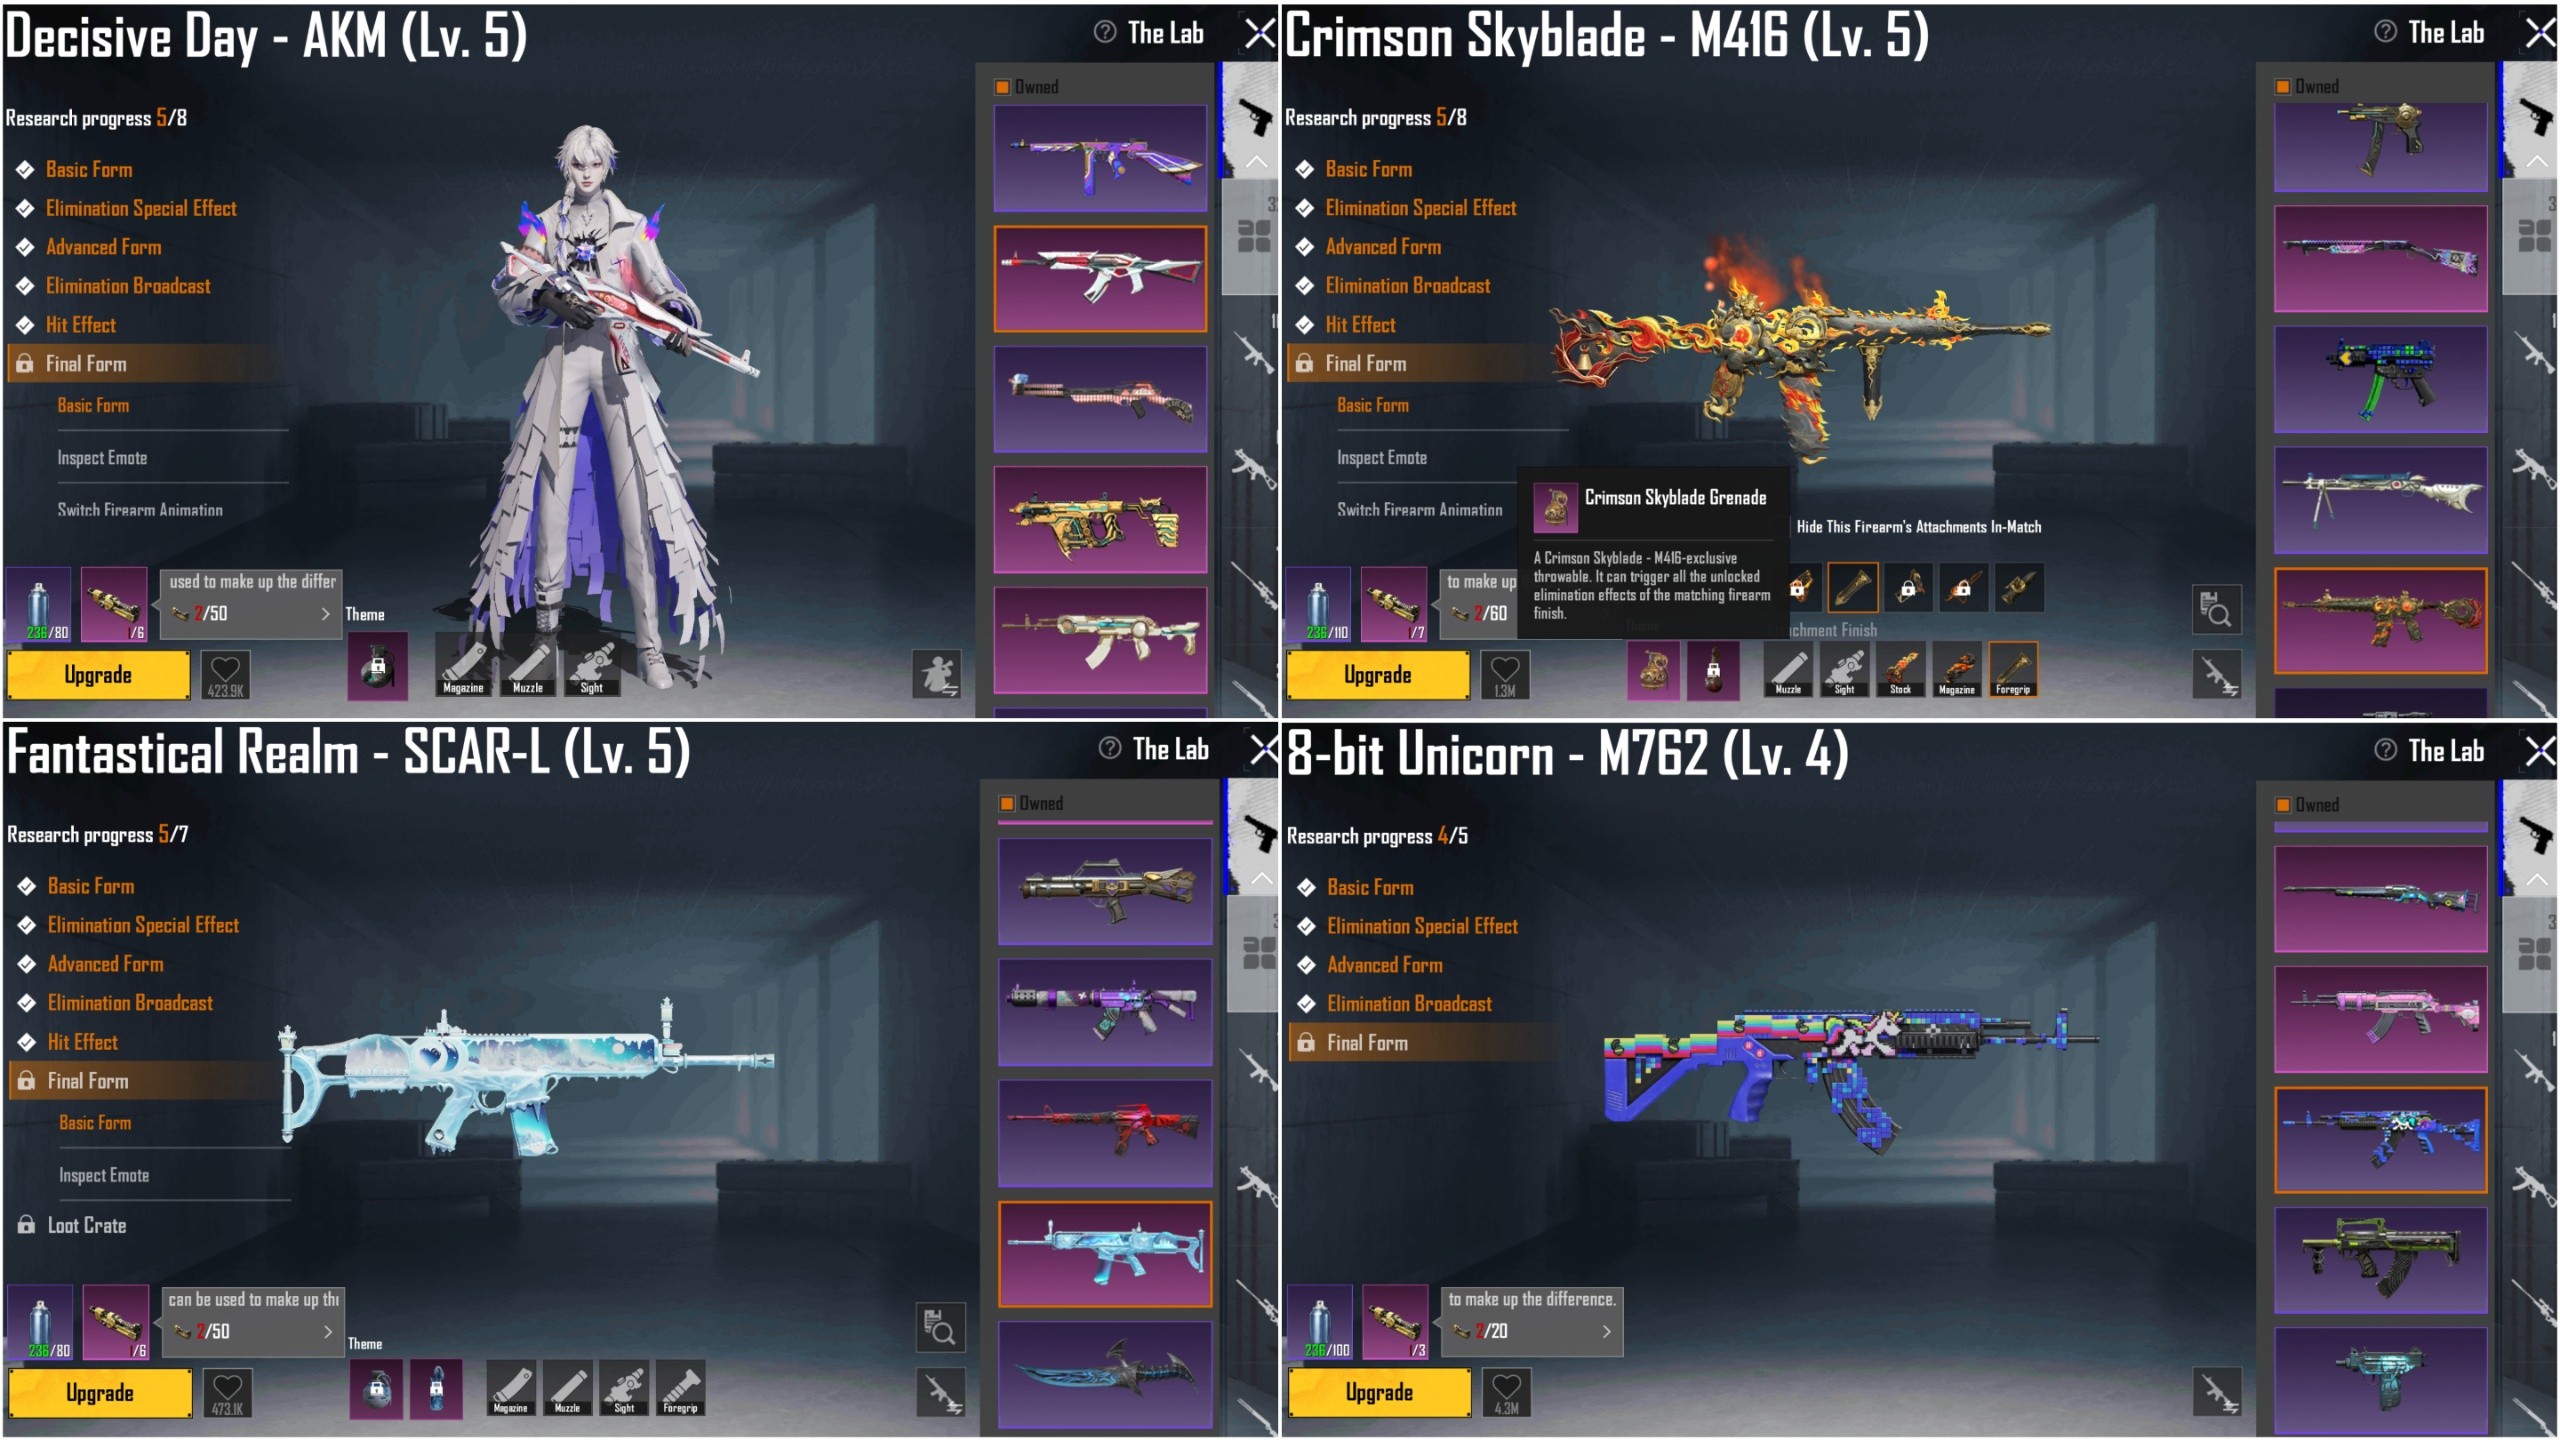 Decisive Day - AKM (Lv. 5)
The Lab
Research progress 5/8
Owned
Basic Form
Elimination Special Effect
Advanced Form
Elimination Broadcast
Hit Effect
Final Form
Basic Form
Inspect Emote
Switch Firearm Animation
used to make up the differ
2/50
236/80
1/6
Theme
Upgrade
423.9K
Magazine
Muzzle
Sight
Crimson Skyblade - M416 (Lv. 5)
The Lab
Research progress 5/8
Owned
Basic Form
Elimination Special Effect
Advanced Form
Elimination Broadcast
Hit Effect
Final Form
Basic Form
Inspect Emote
Switch Firearm Animation
Crimson Skyblade Grenade
A Crimson Skyblade - M416-exclusive
throwable. It can trigger all the unlocked
elimination effects of the matching firearm
finish.
Hide This Firearm's Attachments In-Match
to make up
2/60
236/110
1/7
chment Finish
Upgrade
1.3M
Muzzle
Sight
Stock
Magazine
Foregrip
Fantastical Realm - SCAR-L (Lv. 5)
The Lab
Research progress 5/7
Owned
Basic Form
Elimination Special Effect
Advanced Form
Elimination Broadcast
Hit Effect
Final Form
Basic Form
Inspect Emote
Loot Crate
can be used to make up th
2/50
236/80
1/6
Theme
Upgrade
473.1K
Magazine
Muzzle
Sight
Foregrip
8-bit Unicorn - M762 (Lv. 4)
The Lab
Research progress 4/5
Owned
Basic Form
Elimination Special Effect
Advanced Form
Elimination Broadcast
Final Form
to make up the difference.
2/20
236/100
1/3
Upgrade
4.3M